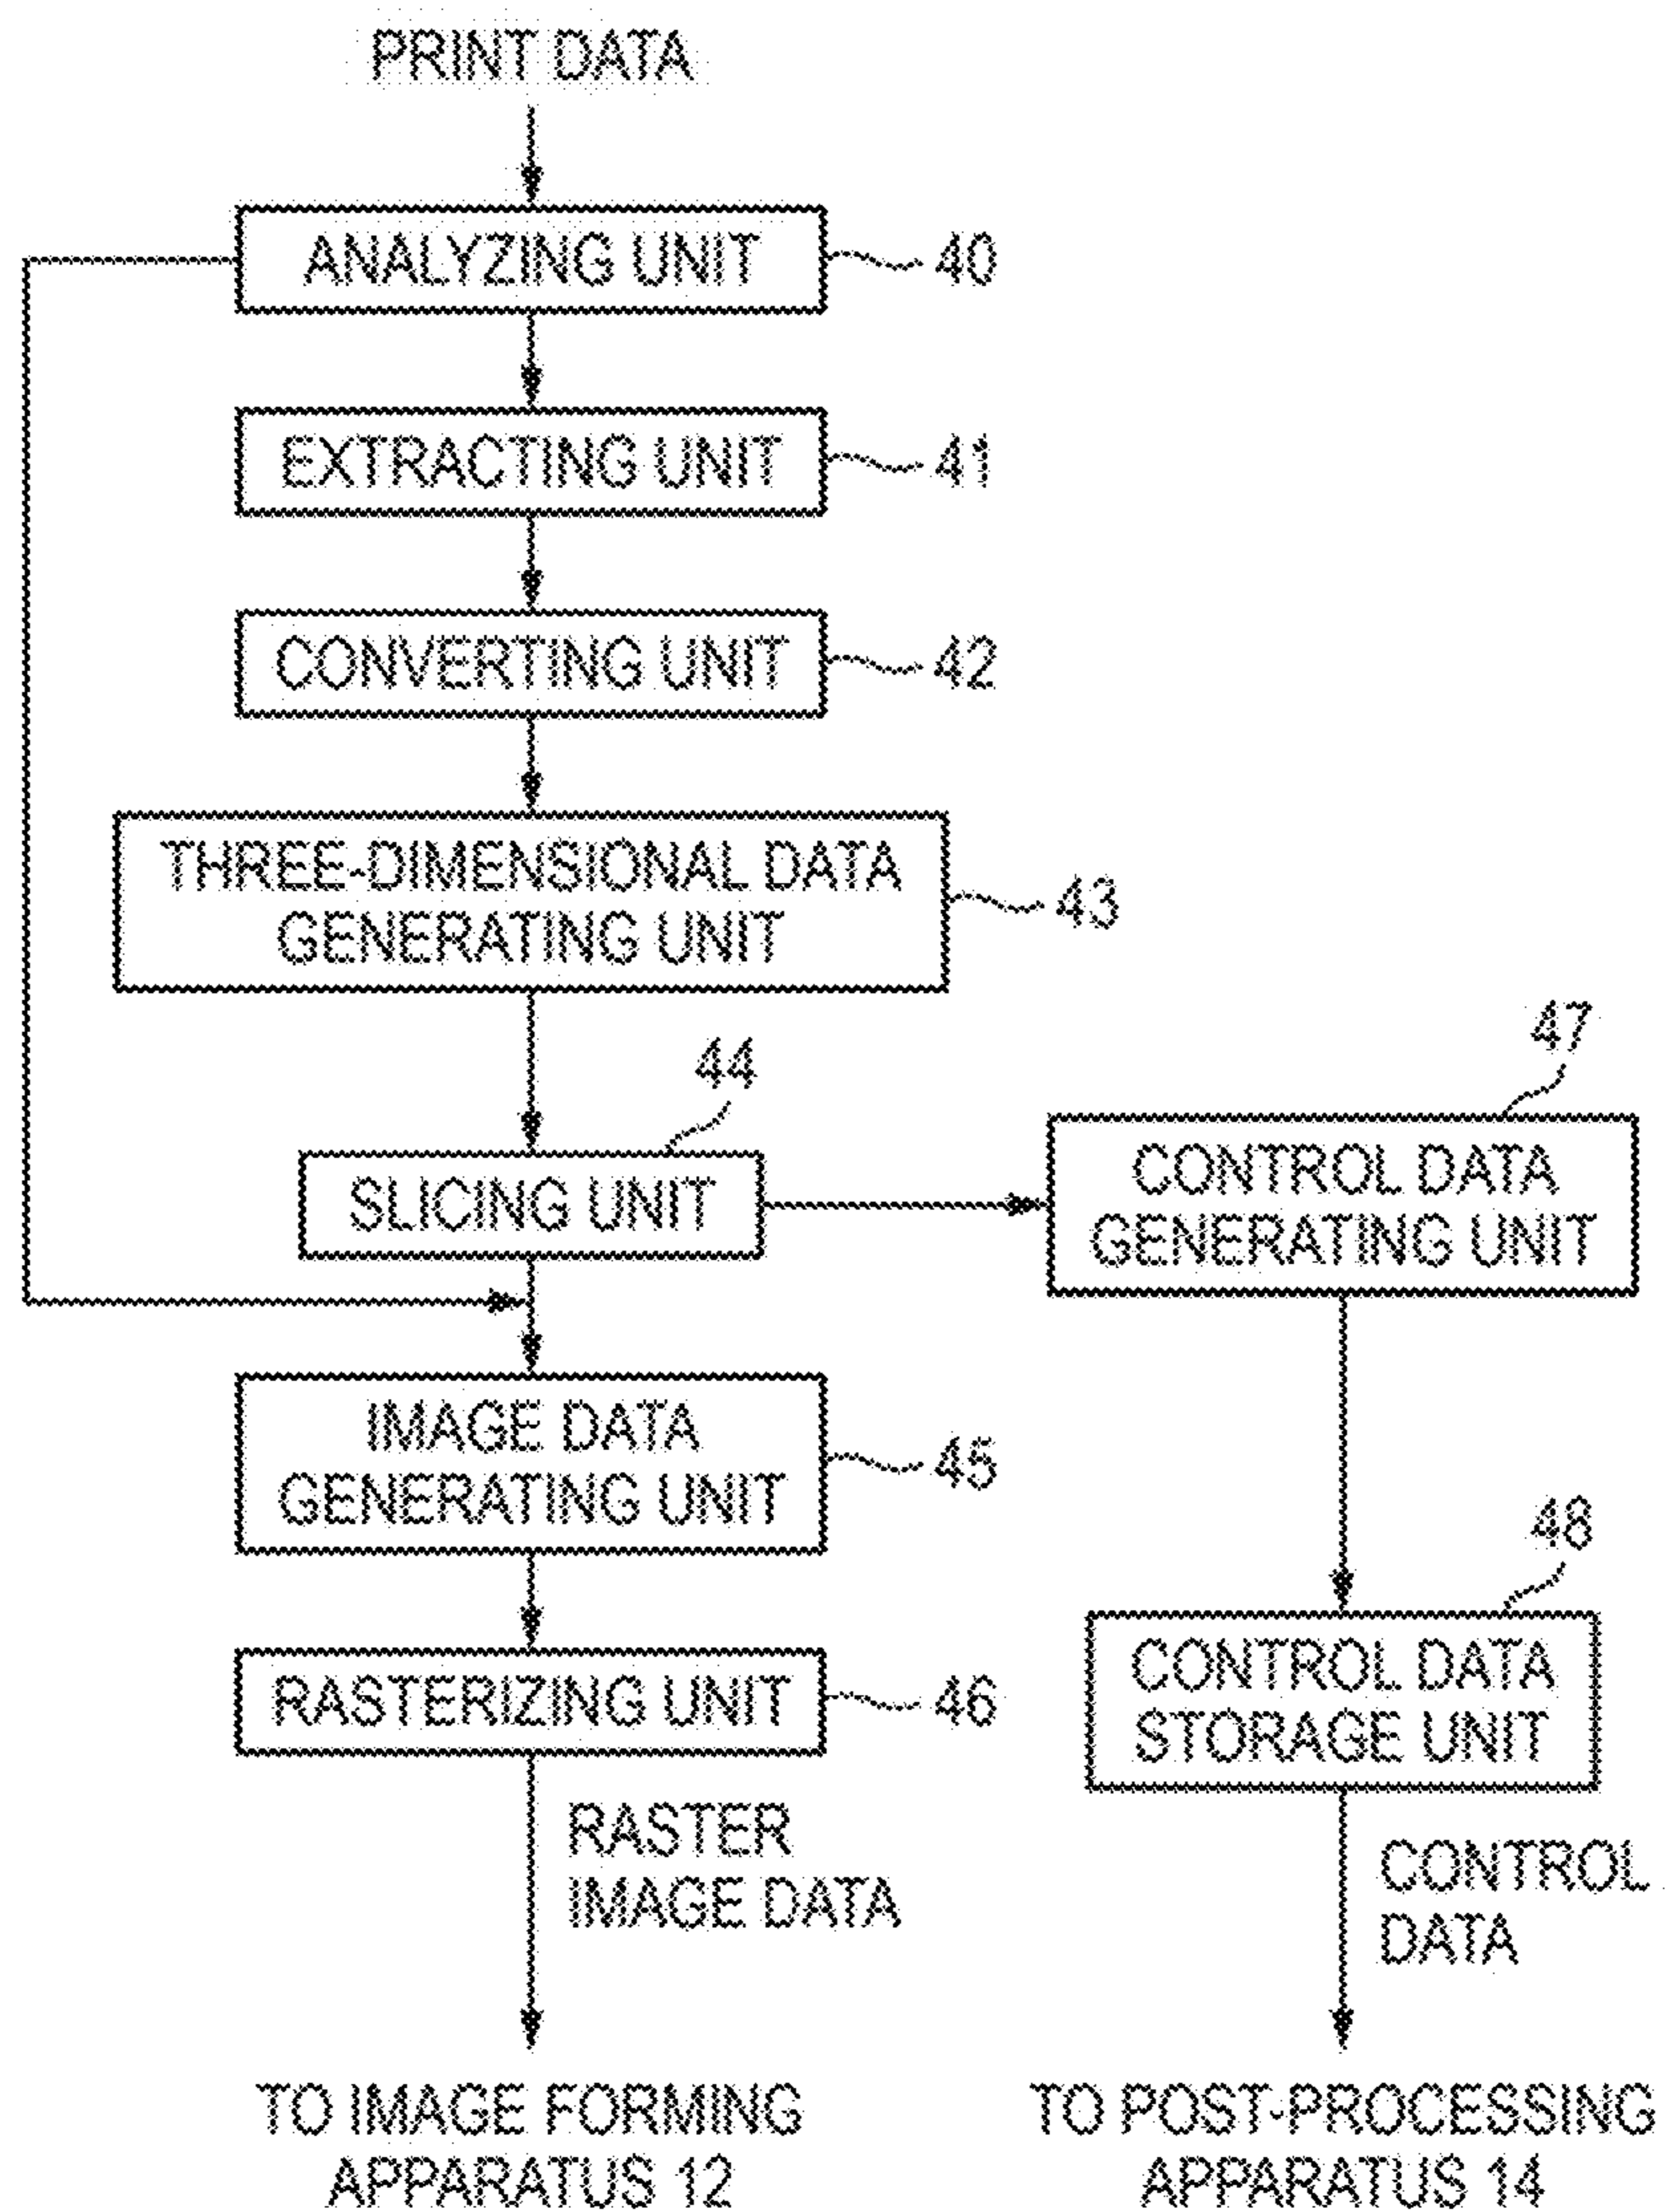 PRINT DATA
ANALYZING UNIT
40
EXTRACTING UNIT
41
CONVERTING UNIT
42
THREE-DIMENSIONAL DATA
GENERATING UNIT
43
44
SLICING UNIT
47
CONTROL DATA
GENERATING UNIT
IMAGE DATA
GENERATING UNIT
45
48
CONTROL DATA
STORAGE UNIT
RASTERIZING UNIT
46
RASTER
IMAGE DATA
CONTROL
DATA
TO IMAGE FORMING
APPARATUS 12
TO POST-PROCESSING
APPARATUS 14